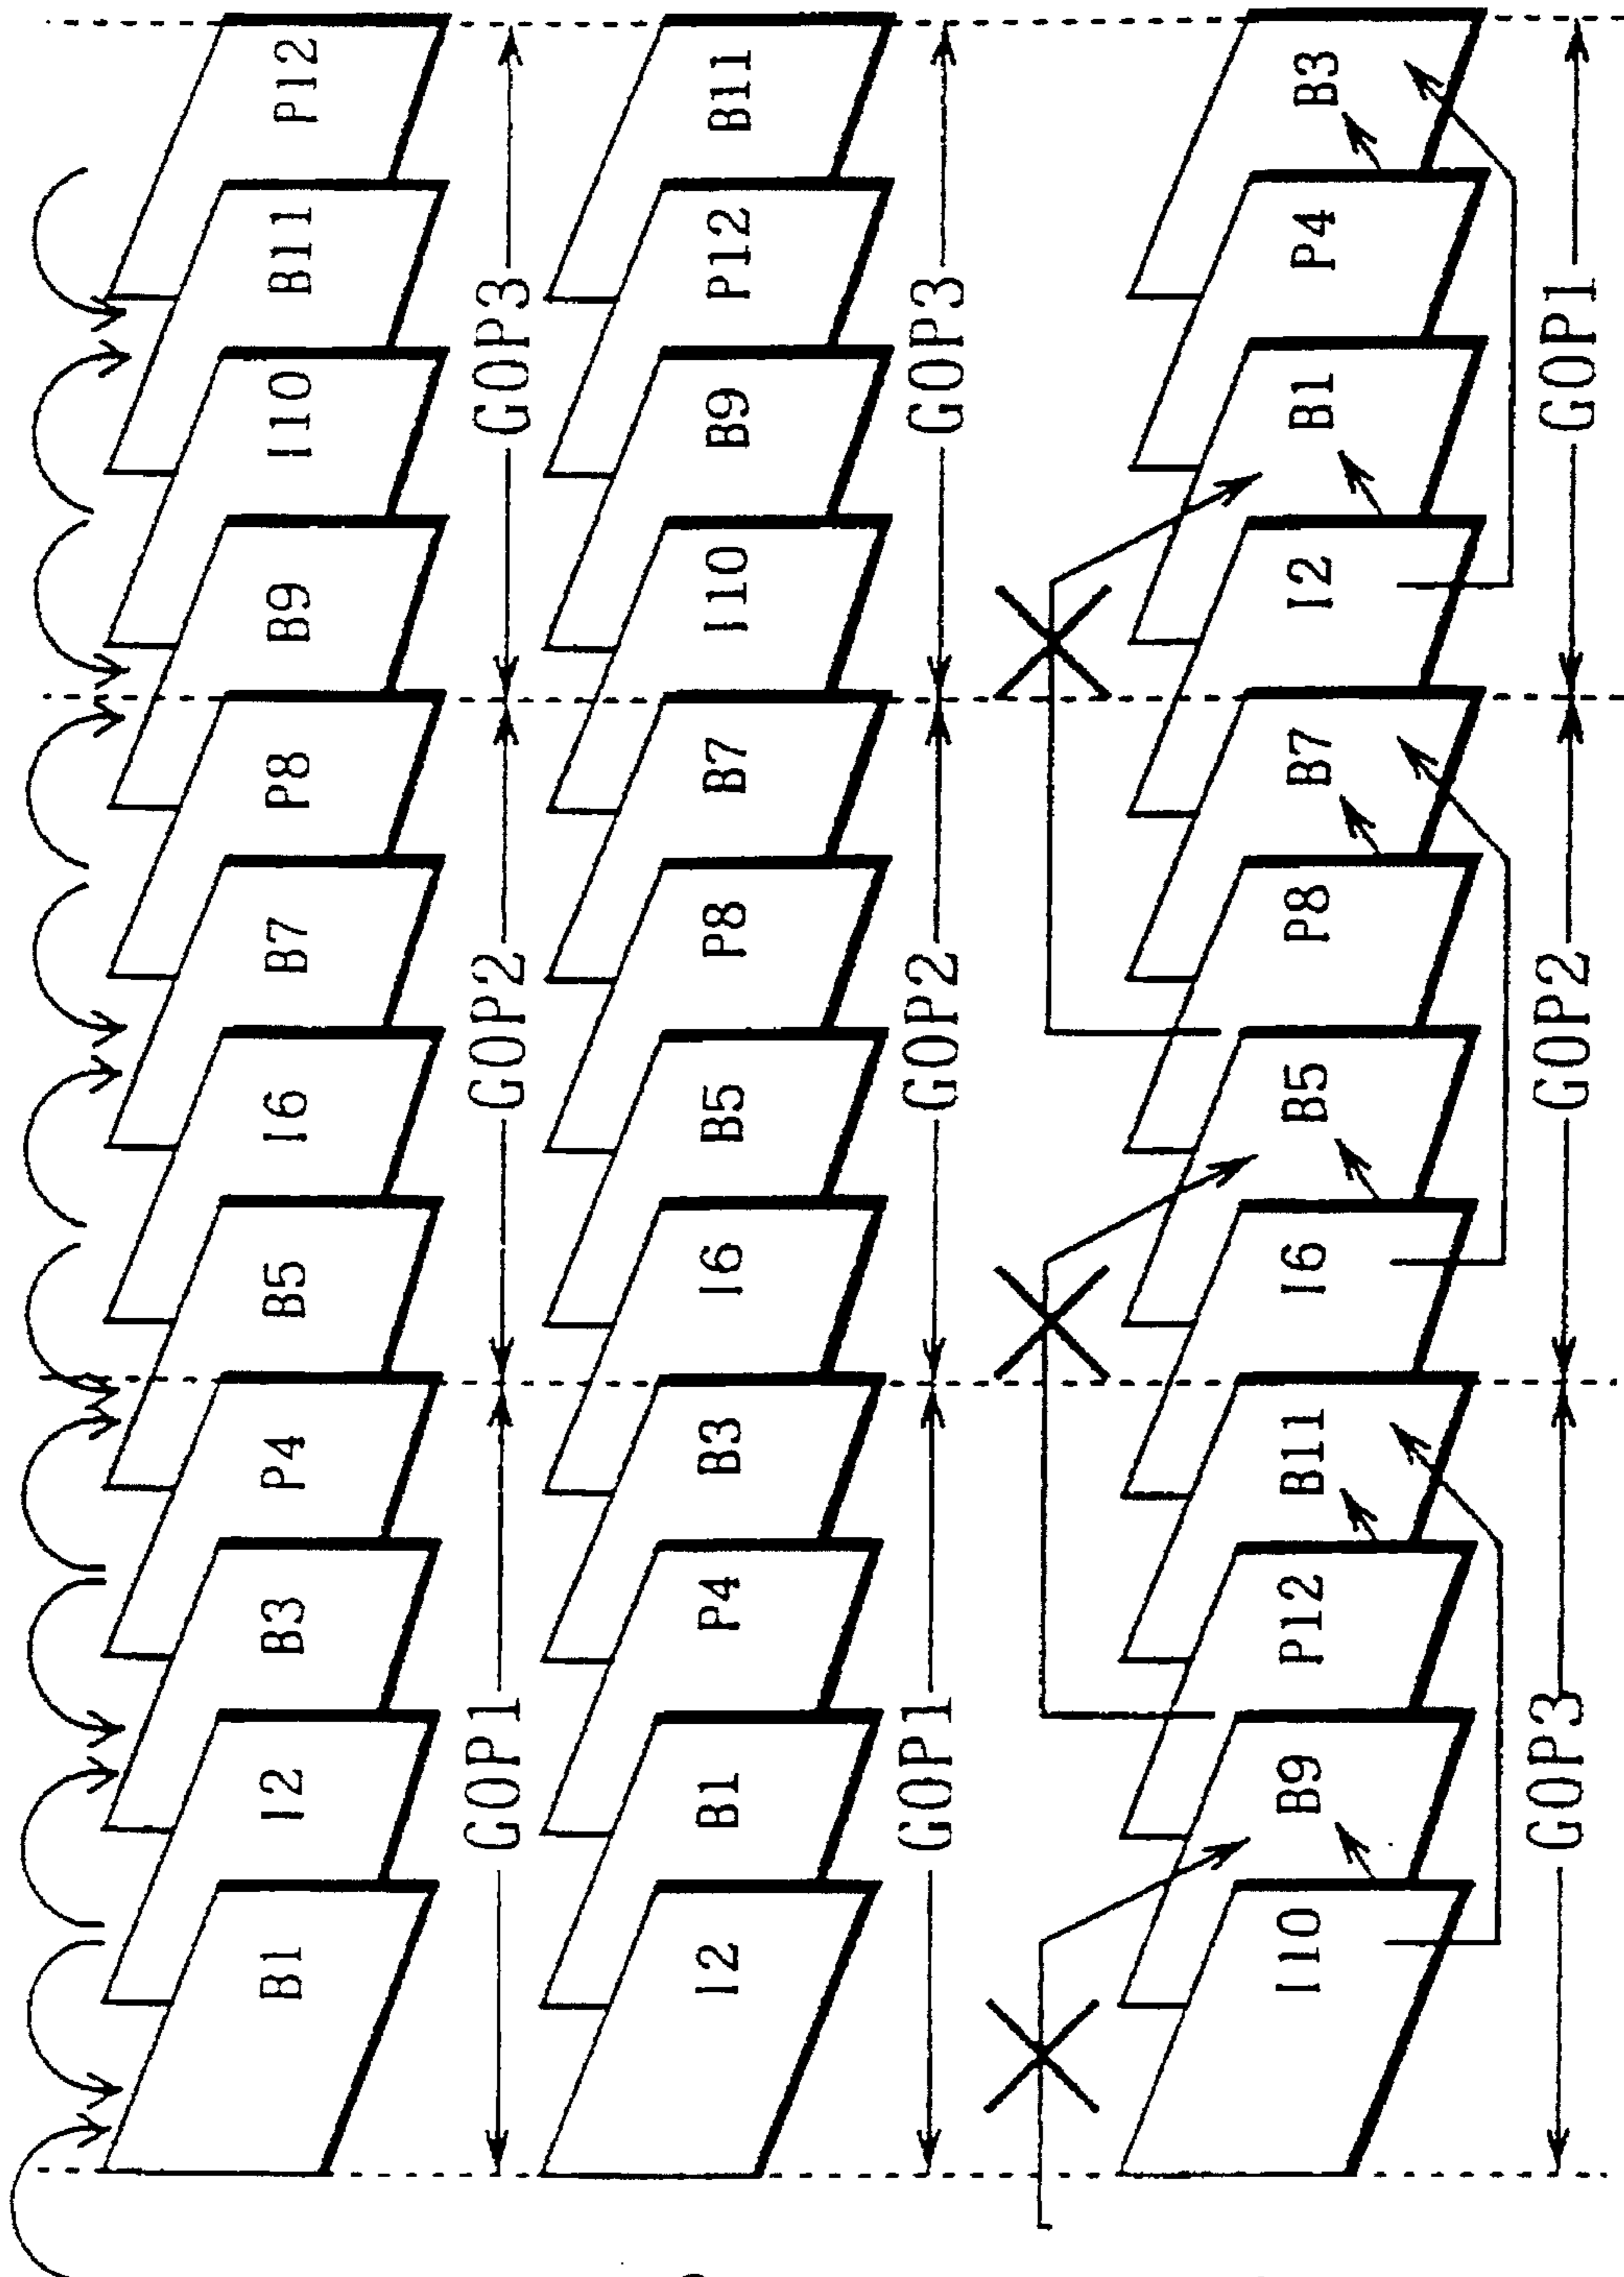 B1 I2 B3 P4 B5 I6 B7 P8 B9 I10 B11 P12
GOP1 GOP2 GOP3
I2 B1 P4 B3 I6 B5 P8 B7 I10 B9 P12 B11
GOP1 GOP2 GOP3
I10 B9 P12 B11 I6 B5 P8 B7 I2 B1 P4 B3
GOP3 GOP2 GOP1